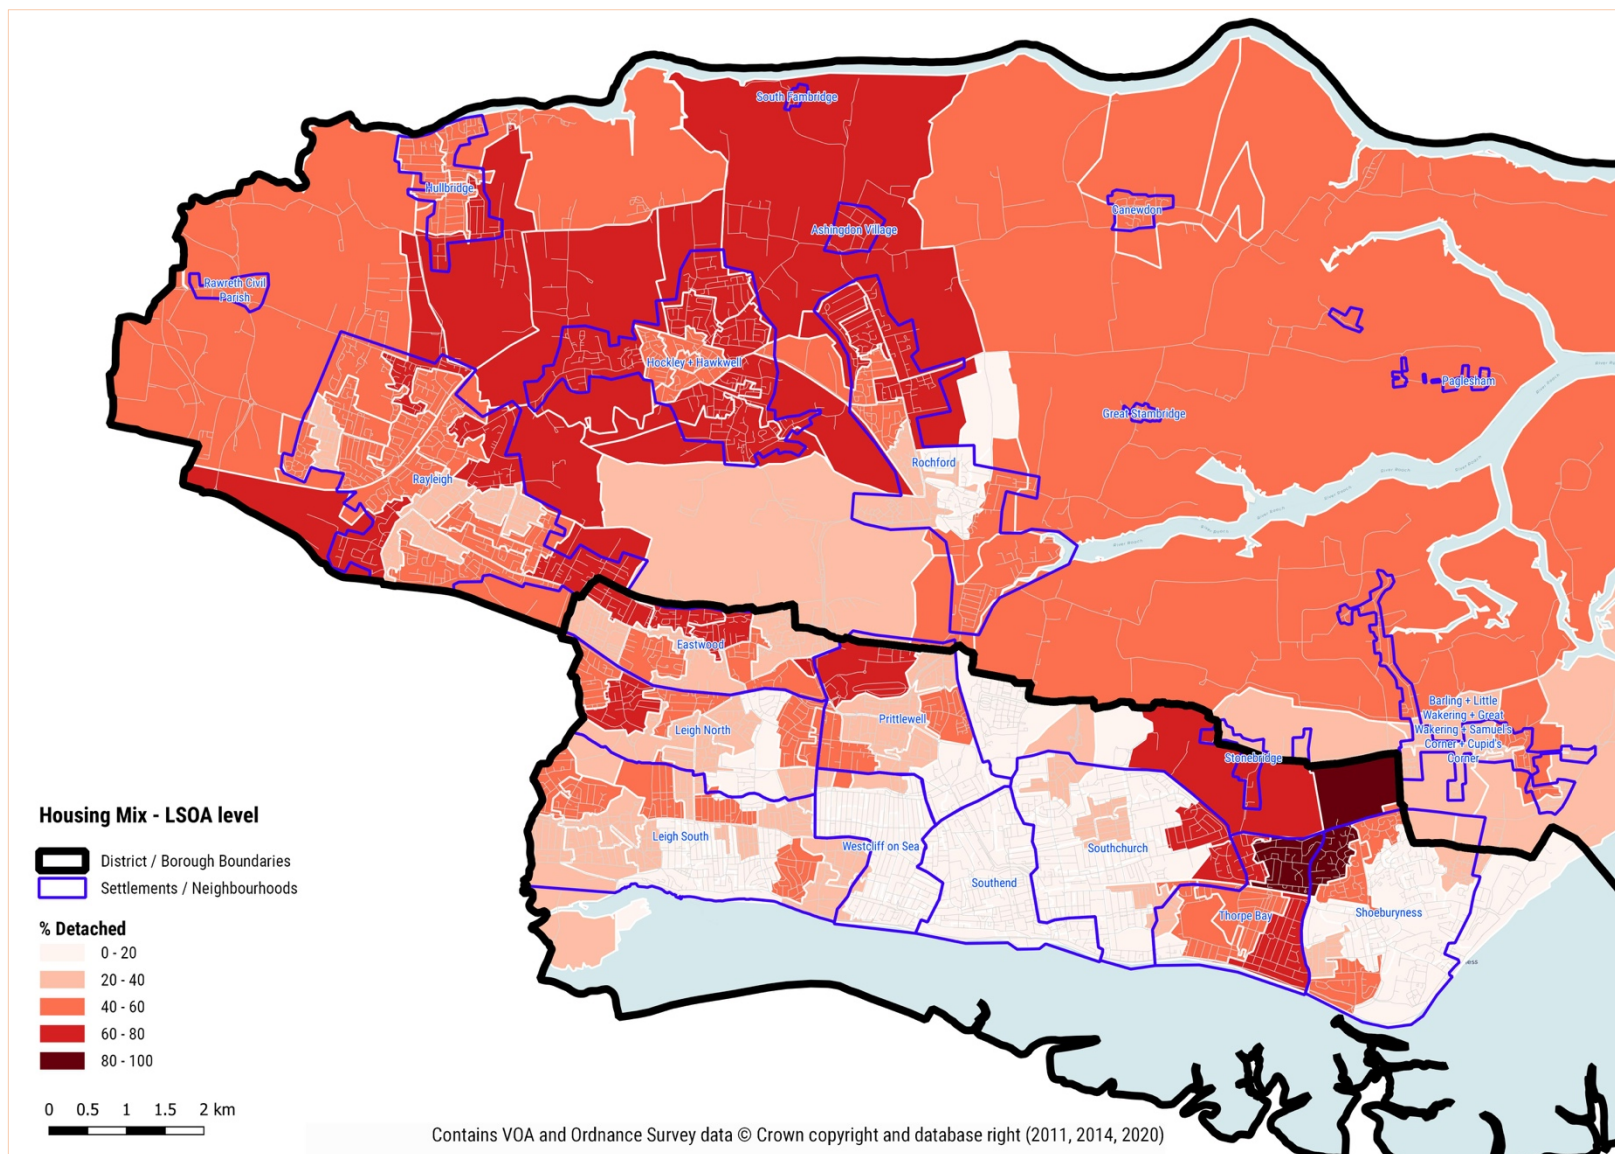 South Fambridge
Hullbridge
Canewdon
Ashingdon Village
Rawreth Civil
Parish
Hockley + Hawkwell
Paglesham
Great Stambridge
Rochford
Rayleigh
Eastwood
Barling + Little
Wakering + Great
Wakering + Samuel's
Corner + Cupid's
Corner
Prittlewell
Leigh North
Stonebridge
Leigh South
Westcliff on Sea
Southchurch
Southend
Thorpe Bay
Shoeburyness
Housing Mix - LSOA level
District / Borough Boundaries
Settlements / Neighbourhoods
% Detached
0 - 20
20 - 40
40 - 60
60 - 80
80 - 100
0 0.5 1 1.5 2 km
Contains VOA and Ordnance Survey data © Crown copyright and database right (2011, 2014, 2020)